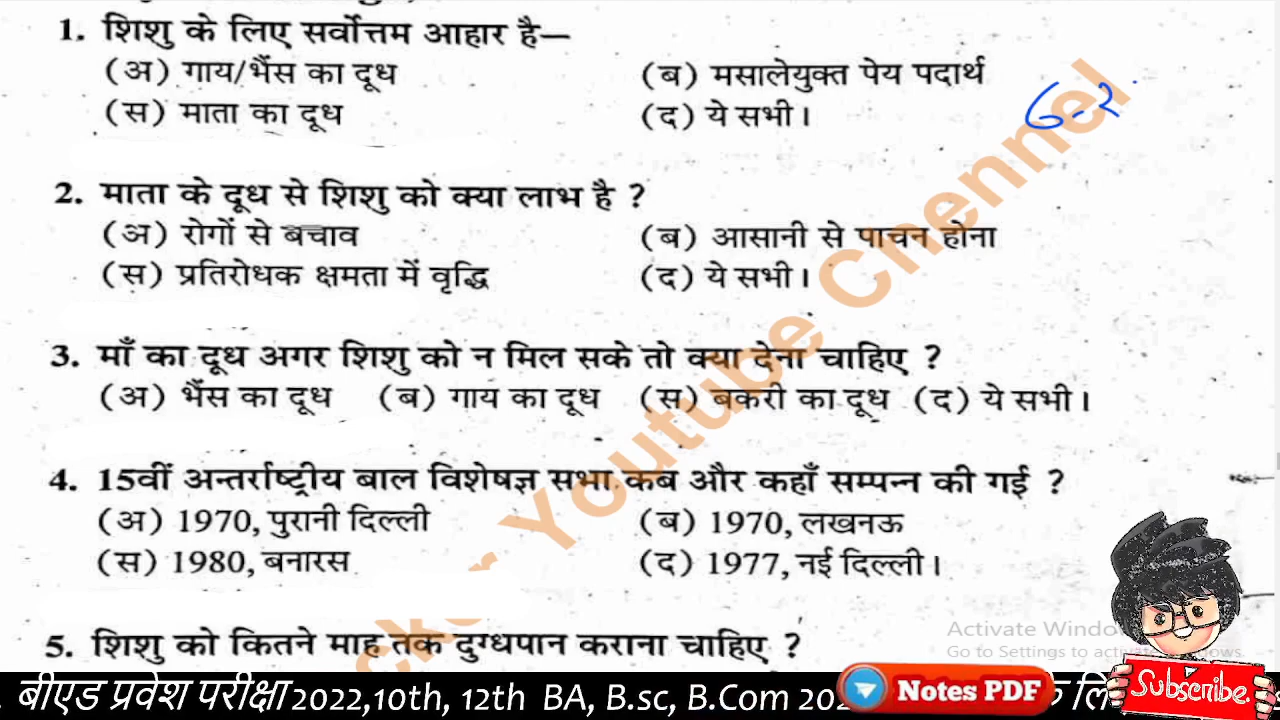 1. शिशु के लिए सर्वोत्तम आहार है—
(अ) गाय/भैंस का दूध (ब) मसालेयुक्त पेय पदार्थ
(स) माता का दूध (द) ये सभी।
2. माता के दूध से शिशु को क्या लाभ है ?
(अ) रोगों से बचाव (ब) आसानी से पाचन होना
(स) प्रतिरोधक क्षमता में वृद्धि (द) ये सभी।
3. माँ का दूध अगर शिशु को न मिल सके तो क्या देना चाहिए ?
(अ) भैंस का दूध (ब) गाय का दूध (स) बकरी का दूध (द) ये सभी।
4. 15वीं अन्तर्राष्ट्रीय बाल विशेषज्ञ सभा कब और कहाँ सम्पन्न की गई ?
(अ) 1970, पुरानी दिल्ली (ब) 1970, लखनऊ
(स) 1980, बनारस (द) 1977, नई दिल्ली।
5. शिशु को कितने माह तक दुग्धपान कराना चाहिए ?
Youtube Chennel
Activate Windo
Go to Settings to activate Windows.
बीएड प्रवेश परीक्षा 2022,10th, 12th BA, B.sc, B.Com 202
Notes PDF
Subscribe.